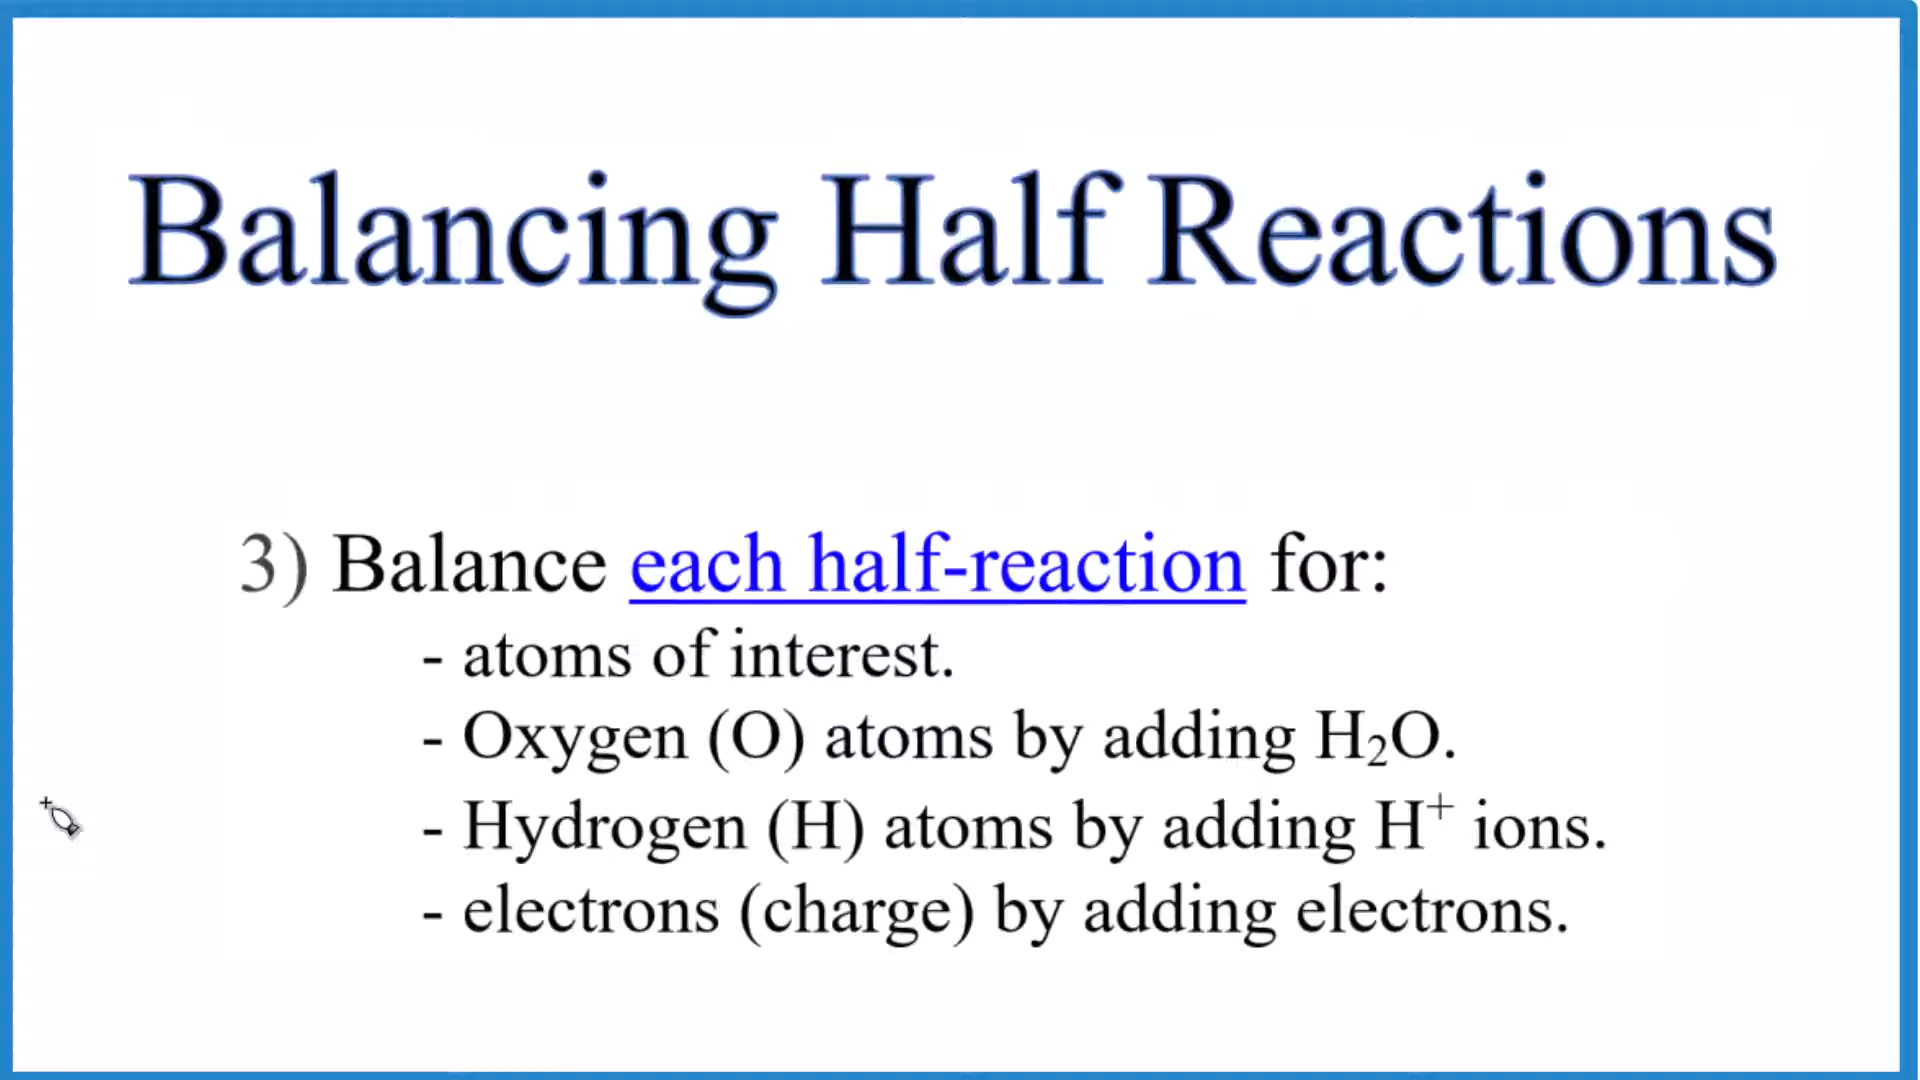 Balancing Half Reactions
3) Balance each half-reaction for:
- atoms of interest.
- Oxygen (O) atoms by adding H₂O.
- Hydrogen (H) atoms by adding H⁺ ions.
- electrons (charge) by adding electrons.